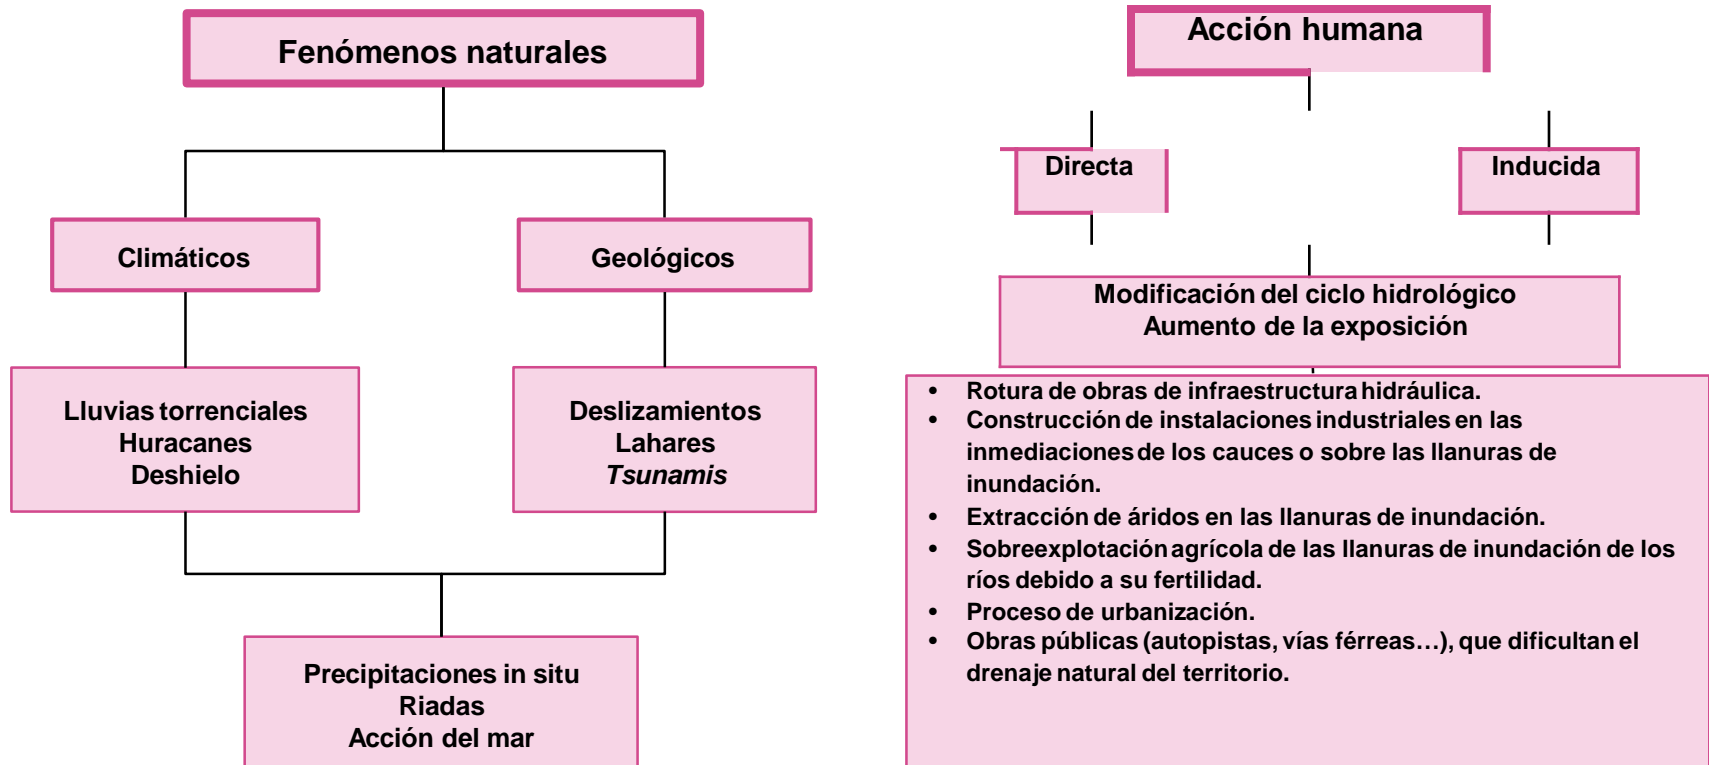 Fenómenos naturales
Climáticos
Geológicos
Lluvias torrenciales
Huracanes
Deshielo
Deslizamientos
Lahares
Tsunamis
Precipitaciones in situ
Riadas
Acción del mar
Acción humana
Directa
Inducida
Modificación del ciclo hidrológico
Aumento de la exposición
• Rotura de obras de infraestructura hidráulica.
• Construcción de instalaciones industriales en las
inmediaciones de los cauces o sobre las llanuras de
inundación.
• Extracción de áridos en las llanuras de inundación.
• Sobreexplotación agrícola de las llanuras de inundación de los
ríos debido a su fertilidad.
• Proceso de urbanización.
• Obras públicas (autopistas, vías férreas…), que dificultan el
drenaje natural del territorio.